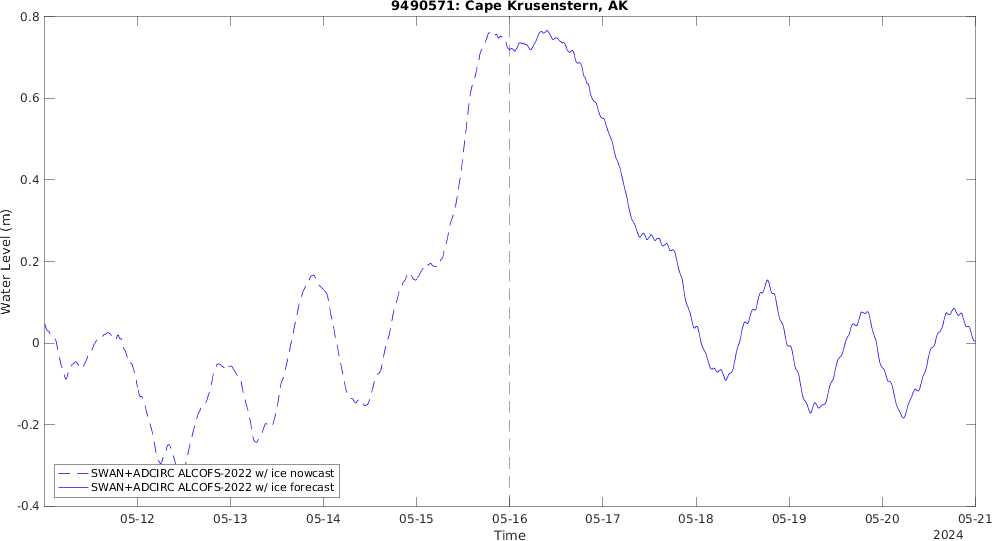 9490571: Cape Krusenstern, AK
0.8
0.6
0.4
0.2
0
-0.2
-0.4
Water Level (m)
SWAN+ADCIRC ALCOFS-2022 w/ ice nowcast
SWAN+ADCIRC ALCOFS-2022 w/ ice forecast
05-12 05-13 05-14 05-15 05-16 05-17 05-18 05-19 05-20 05-21
Time
2024